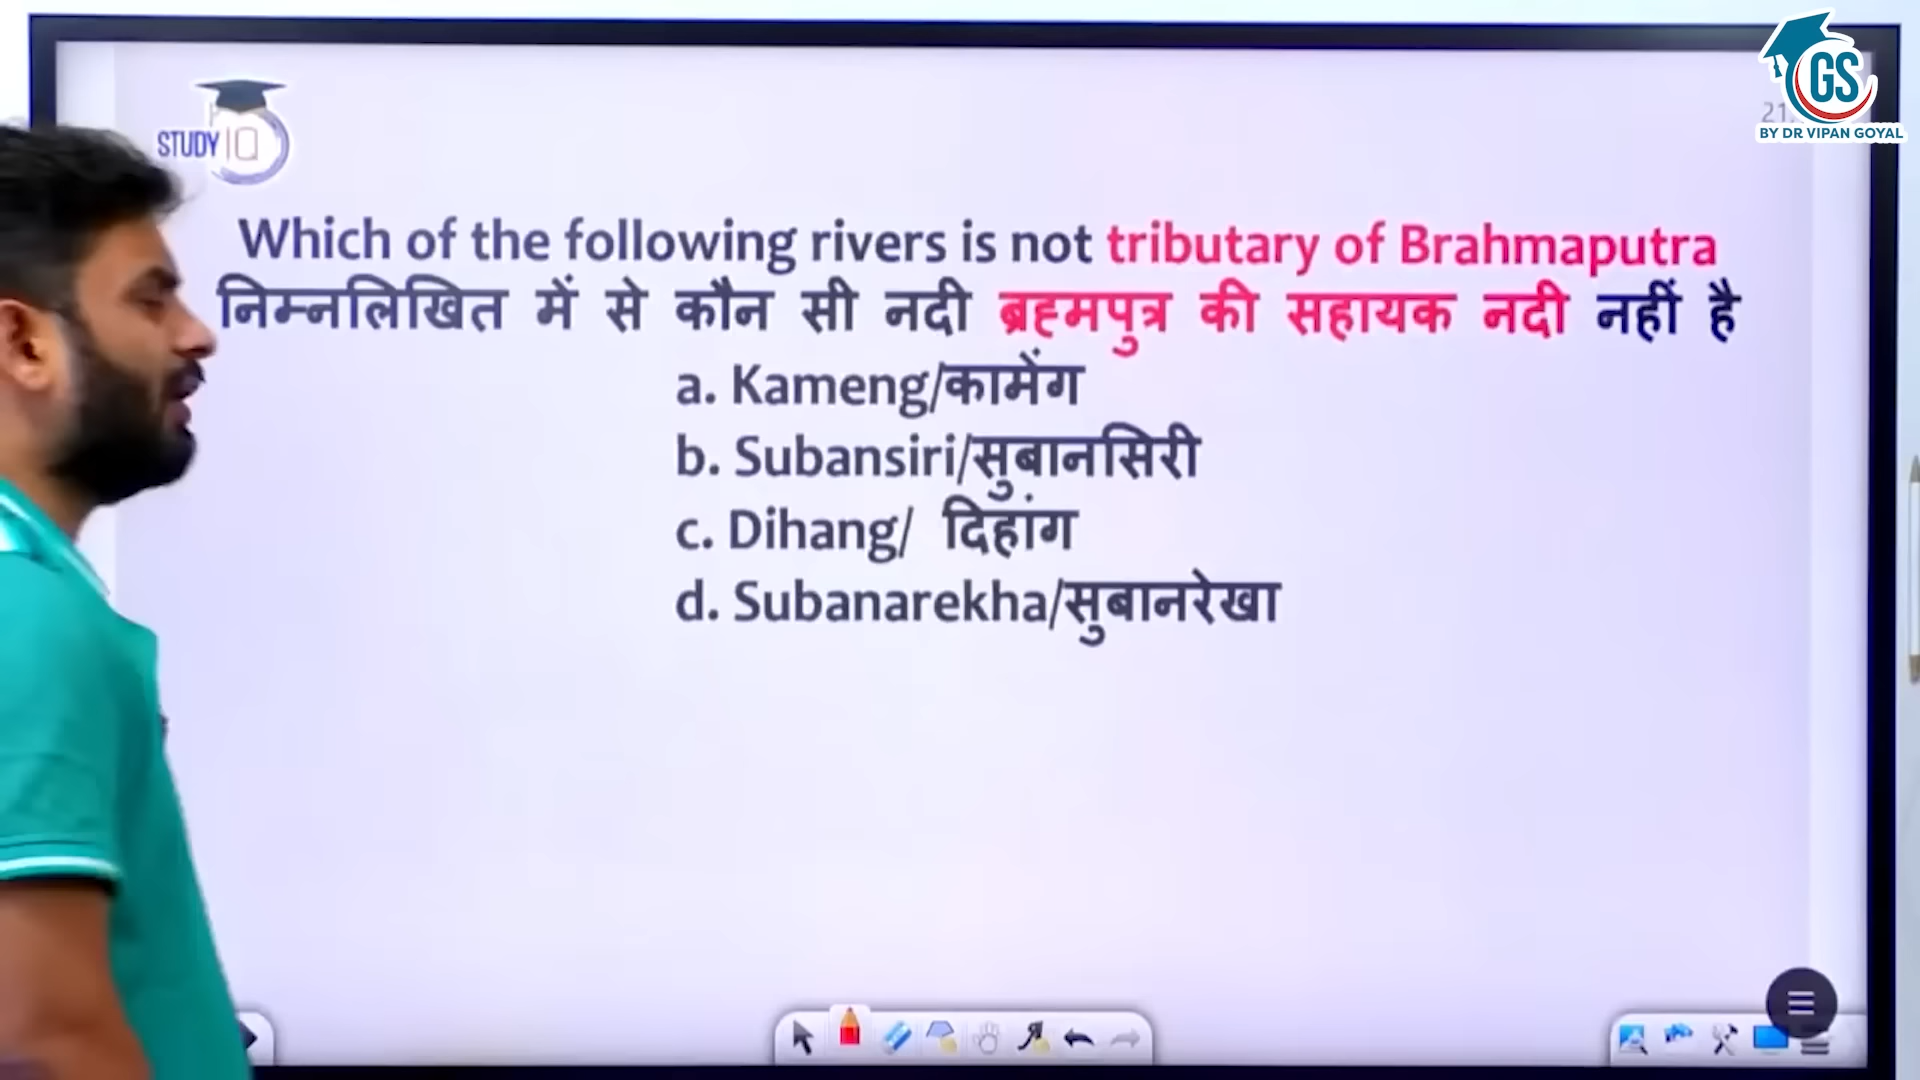 GS
BY DR VIPAN GOYAL
STUDY IQ
Which of the following rivers is not tributary of Brahmaputra
निम्नलिखित में से कौन सी नदी ब्रह्मपुत्र की सहायक नदी नहीं है
a. Kameng/कामेंग
b. Subansiri/सुबानसिरी
c. Dihang/ दिहांग
d. Subanarekha/सुबानरेखा